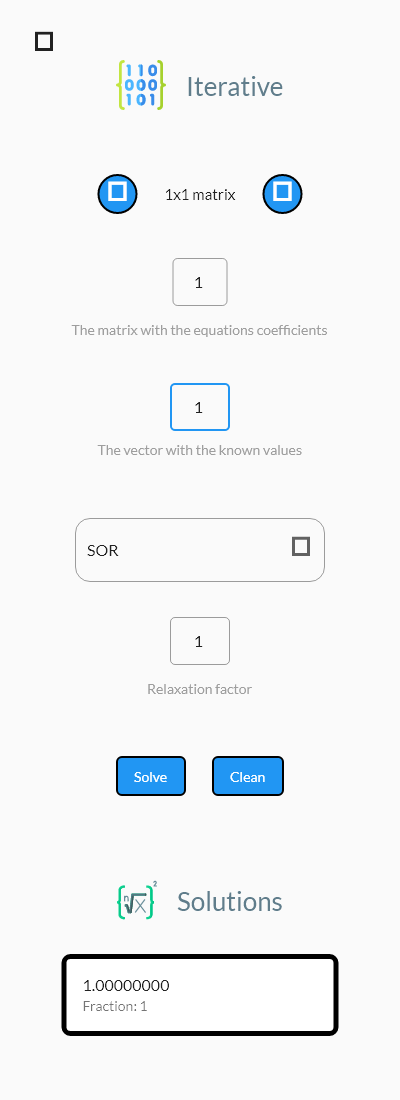 110
000
101
Iterative
1x1 matrix
1
The matrix with the equations coefficients
1
The vector with the known values
SOR
1
Relaxation factor
Solve
Clean
{ⁿ√x}²
Solutions
1.00000000
Fraction: 1